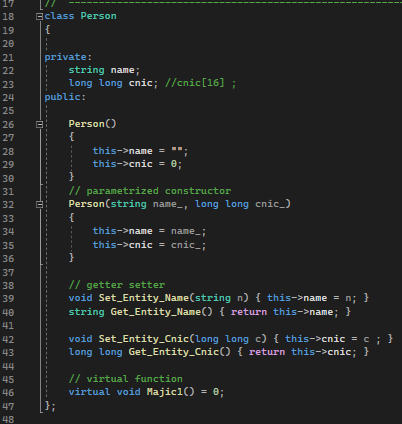 17 // -----------------------------------------------------
18 class Person
19 {
20
21 private:
22 string name;
23 long long cnic; //cnic[16] ;
24 public:
25
26 Person()
27 {
28 this->name = "";
29 this->cnic = 0;
30 }
31 // parametrized constructor
32 Person(string name_, long long cnic_)
33 {
34 this->name = name_;
35 this->cnic = cnic_;
36 }
37
38 // getter setter
39 void Set_Entity_Name(string n) { this->name = n; }
40 string Get_Entity_Name() { return this->name; }
41
42 void Set_Entity_Cnic(long long c) { this->cnic = c ; }
43 long long Get_Entity_Cnic() { return this->cnic; }
44
45 // virtual function
46 virtual void Majic1() = 0;
47 };
48